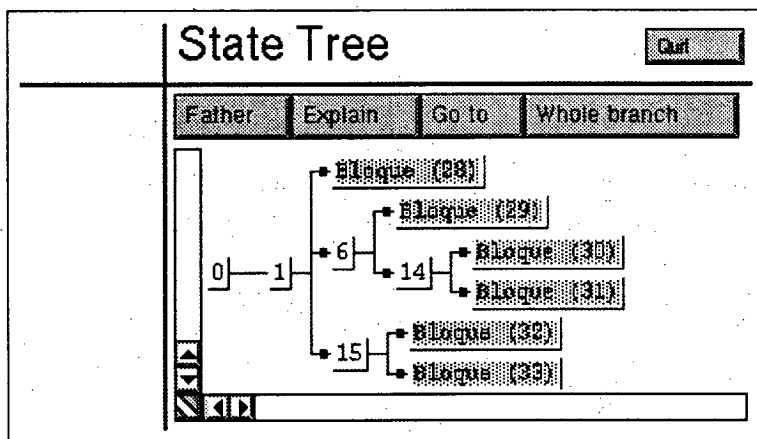 State Tree
Quit
Father Explain Go to Whole branch
Bloque (28)
Bloque (29)
6
Bloque (30)
0 1 14
Bloque (31)
Bloque (32)
15
Bloque (33)